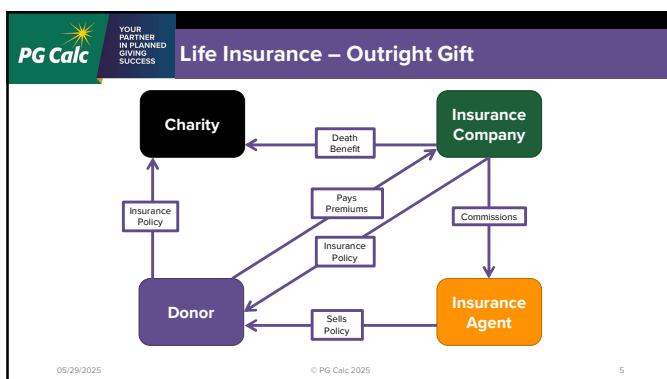 PG Calc
YOUR
PARTNER
IN PLANNED
GIVING
SUCCESS
Life Insurance – Outright Gift
Charity
Insurance
Company
Death
Benefit
Pays
Premiums
Insurance
Policy
Commissions
Insurance
Policy
Donor
Insurance
Agent
Sells
Policy
05/29/2025
© PG Calc 2025
5